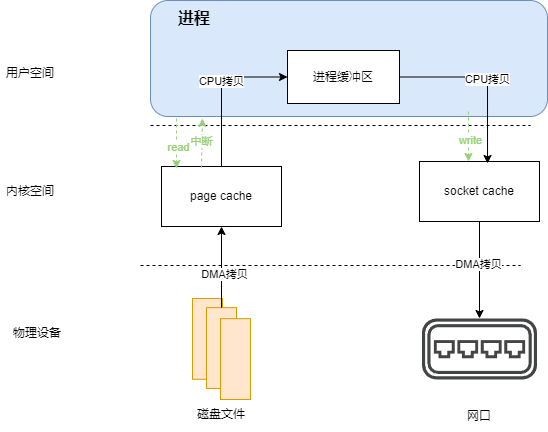 进程
用户空间
CPU拷贝
进程缓冲区
CPU拷贝
read
中断
write
内核空间
page cache
socket cache
DMA拷贝
DMA拷贝
物理设备
磁盘文件
网口